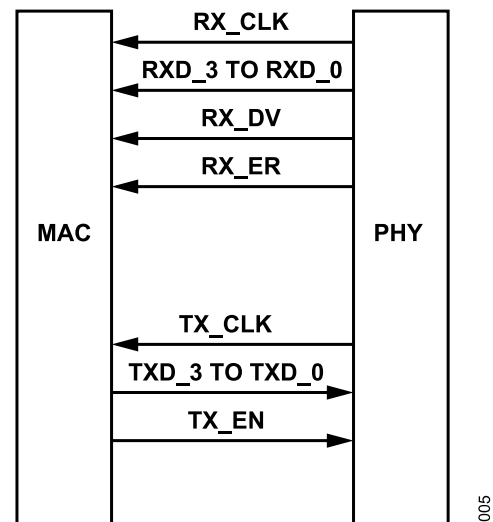 RX_CLK
RXD_3 TO RXD_0
RX_DV
RX_ER
MAC
PHY
TX_CLK
TXD_3 TO TXD_0
TX_EN
005